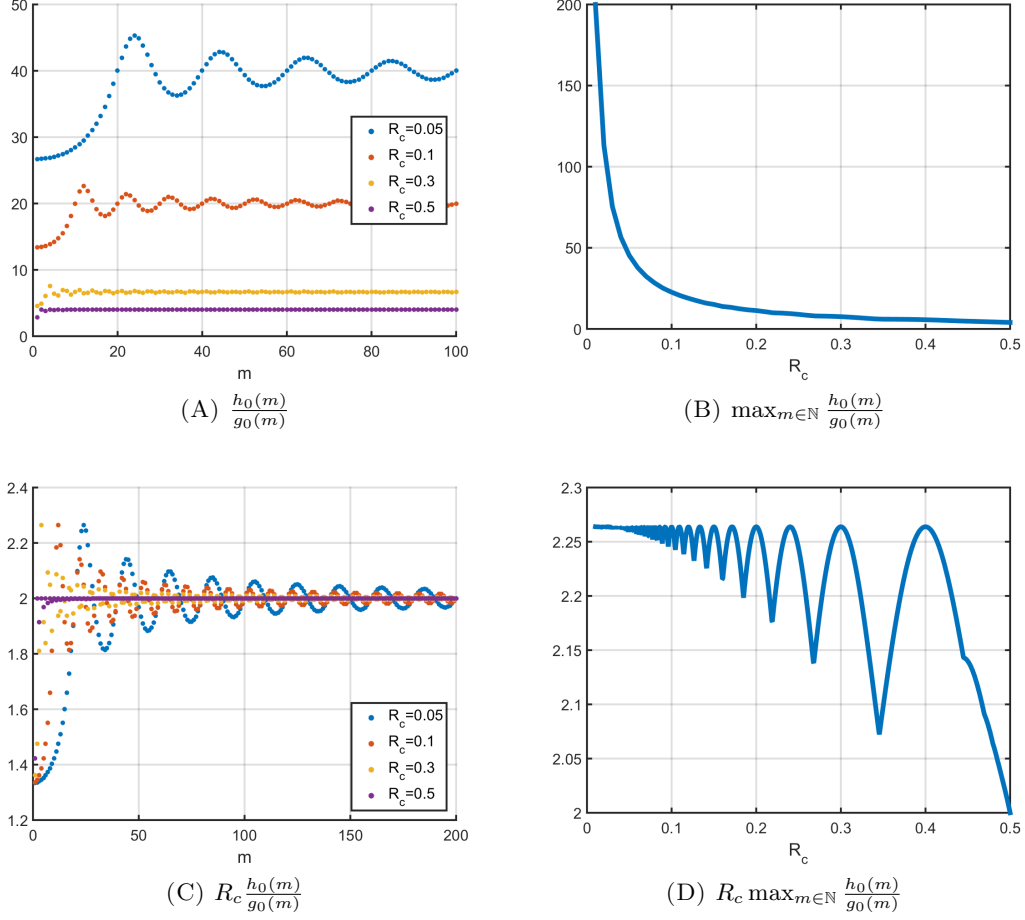 50
40
30
20
10
0
0 20 40 60 80 100
m
R_c=0.05
R_c=0.1
R_c=0.3
R_c=0.5
(A) \frac{h_0(m)}{g_0(m)}
200
150
100
50
0
0 0.1 0.2 0.3 0.4 0.5
R_c
(B) \max_{m∈ℕ} \frac{h_0(m)}{g_0(m)}
2.4
2.2
2
1.8
1.6
1.4
1.2
0 50 100 150 200
m
R_c=0.05
R_c=0.1
R_c=0.3
R_c=0.5
(C) R_c \frac{h_0(m)}{g_0(m)}
2.3
2.25
2.2
2.15
2.1
2.05
2
0 0.1 0.2 0.3 0.4 0.5
R_c
(D) R_c \max_{m∈ℕ} \frac{h_0(m)}{g_0(m)}